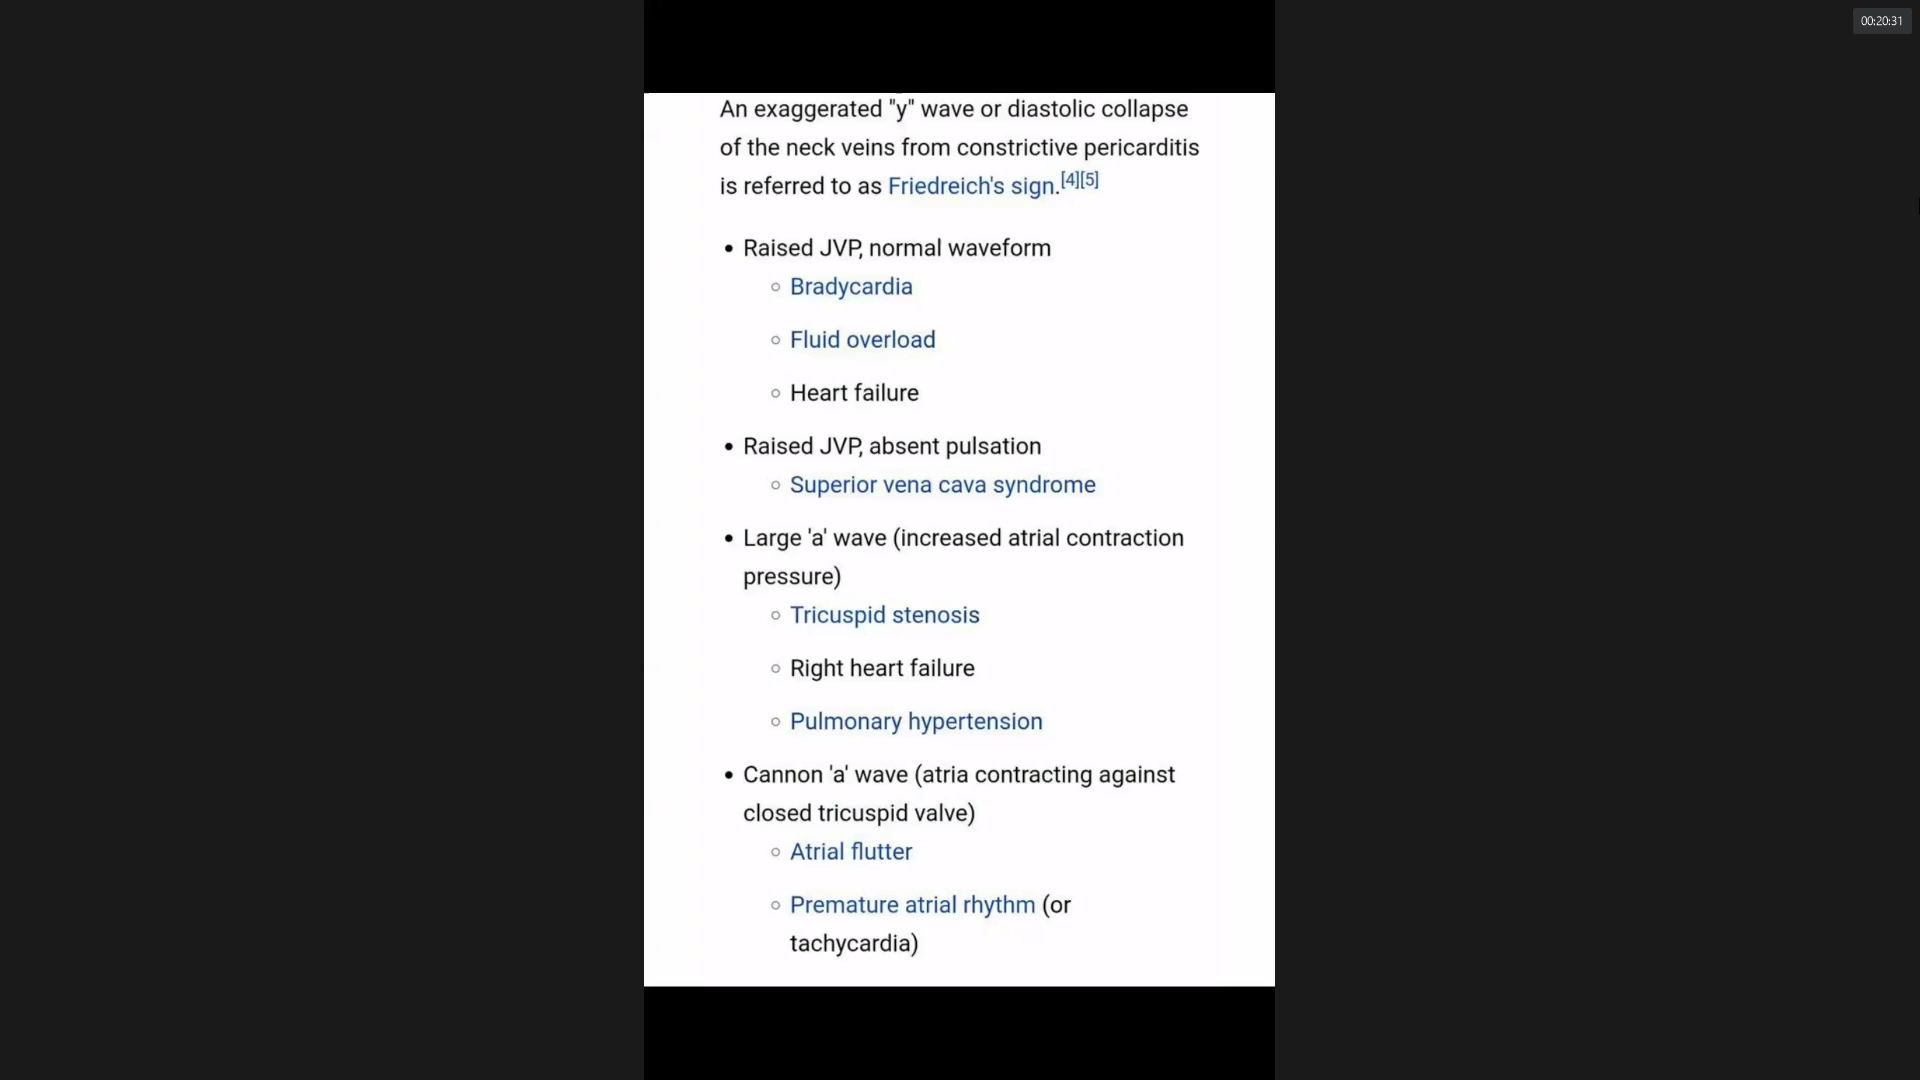 00:20:31
An exaggerated "y" wave or diastolic collapse
of the neck veins from constrictive pericarditis
is referred to as Friedreich's sign.[4][5]
• Raised JVP, normal waveform
◦ Bradycardia
◦ Fluid overload
◦ Heart failure
• Raised JVP, absent pulsation
◦ Superior vena cava syndrome
• Large 'a' wave (increased atrial contraction
pressure)
◦ Tricuspid stenosis
◦ Right heart failure
◦ Pulmonary hypertension
• Cannon 'a' wave (atria contracting against
closed tricuspid valve)
◦ Atrial flutter
◦ Premature atrial rhythm (or
tachycardia)